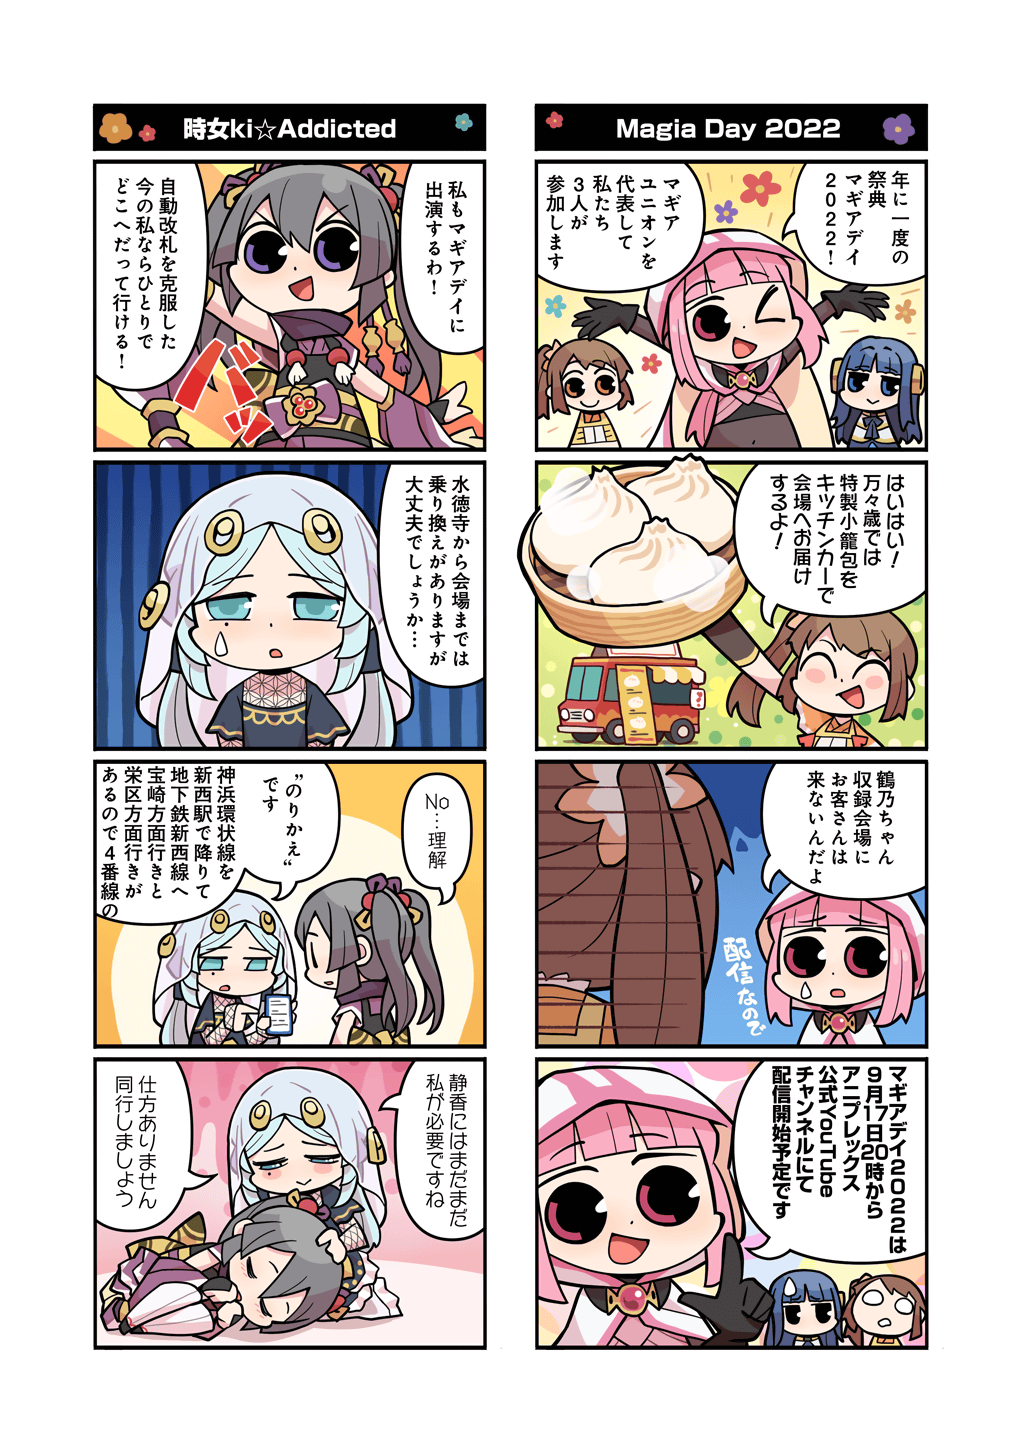 Magia Day 2022
年に一度の
祭典
マギアデイ
2022！
マギア
ユニオンを
代表して
私たち
3人が
参加します
はいはい！
万々歳では
特製小籠包を
キッチンカーで
会場へお届け
するよ！
鶴乃ちゃん
収録会場に
お客さんは
来ないんだよ
配信なので
マギアデイ2022は
9月17日20時から
アニプレックス
公式YouTube
チャンネルにて
配信開始予定です
時女ki☆Addicted
私もマギアデイに
出演するわ！
自動改札を克服した
今の私ならひとりで
どこへだって行ける！
バッ
水徳寺から会場までは
乗り換えがありますが
大丈夫でしょうか…
No…理解
〝のりかえ〟
です
神浜環状線を
新西駅で降りて
地下鉄新西線へ
宝崎方面行きと
栄区方面行きが
あるので4番線の
静香にはまだまだ
私が必要ですね
仕方ありません
同行しましょう